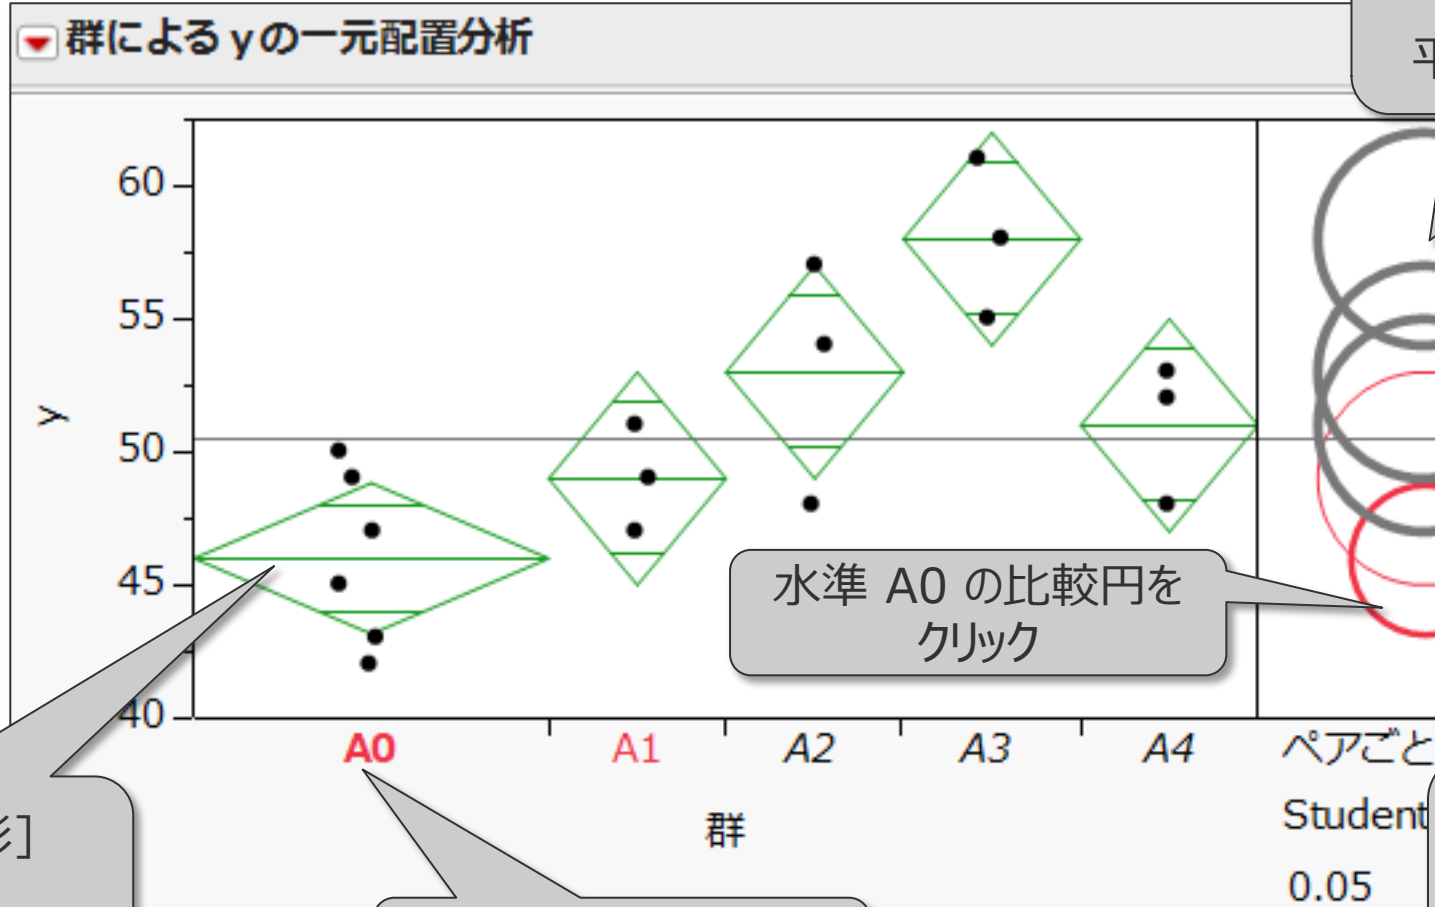 群による yの一元配置分析
60
55
50
45
40
y
水準 A0 の比較円を
クリック
A0
A1
A2
A3
A4
群
ペアごと
Student
0.05
形]